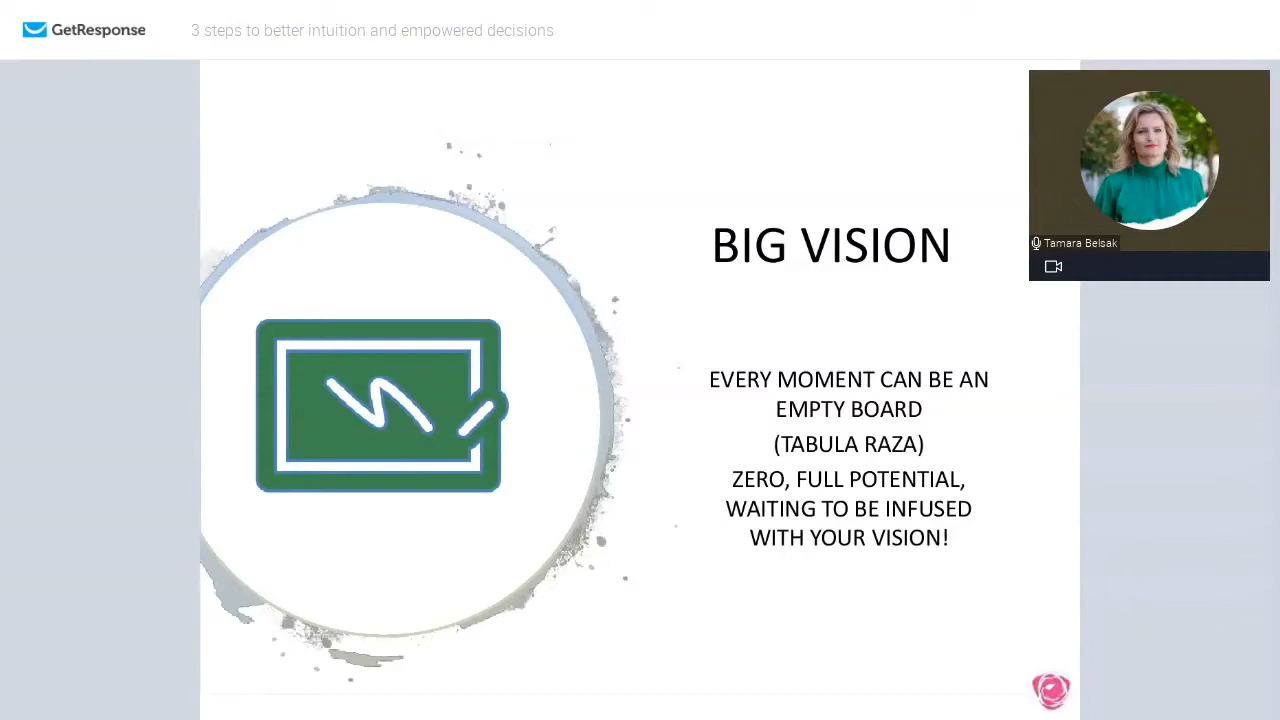 GetResponse
3 steps to better intuition and empowered decisions
Tamara Belsak
BIG VISION
EVERY MOMENT CAN BE AN
EMPTY BOARD
(TABULA RAZA)
ZERO, FULL POTENTIAL,
WAITING TO BE INFUSED
WITH YOUR VISION!